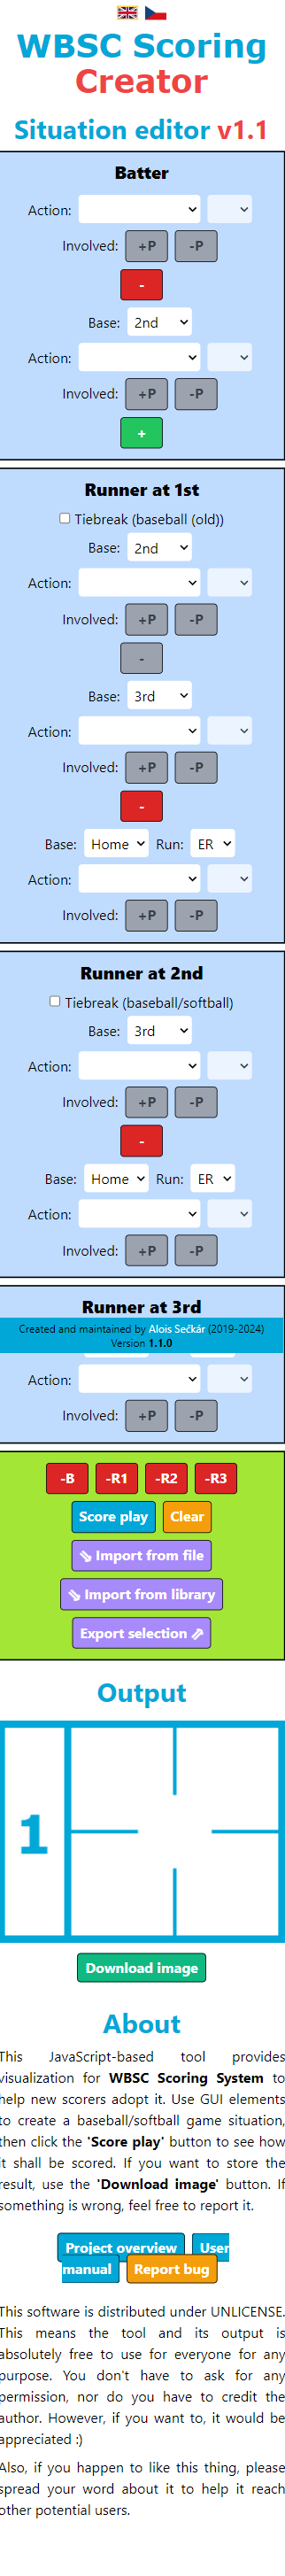 WBSC Scoring
Creator
Situation editor v1.1
Batter
Action:
Involved: +P -P
-
Base: 2nd
Action:
Involved: +P -P
+
Runner at 1st
Tiebreak (baseball (old))
Base: 2nd
Action:
Involved: +P -P
-
Base: 3rd
Action:
Involved: +P -P
-
Base: Home Run: ER
Action:
Involved: +P -P
Runner at 2nd
Tiebreak (baseball/softball)
Base: 3rd
Action:
Involved: +P -P
-
Base: Home Run: ER
Action:
Involved: +P -P
Runner at 3rd
Created and maintained by Alois Sečkár (2019-2024)
Version 1.1.0
Action:
Involved: +P -P
-B -R1 -R2 -R3
Score play Clear
⇘ Import from file
⇘ Import from library
Export selection ⇗
Output
1
Download image
About
This JavaScript-based tool provides
visualization for WBSC Scoring System to
help new scorers adopt it. Use GUI elements
to create a baseball/softball game situation,
then click the 'Score play' button to see how
it shall be scored. If you want to store the
result, use the 'Download image' button. If
something is wrong, feel free to report it.
Project overview User
manual Report bug
This software is distributed under UNLICENSE.
This means the tool and its output is
absolutely free to use for everyone for any
purpose. You don't have to ask for any
permission, nor do you have to credit the
author. However, if you want to, it would be
appreciated :)
Also, if you happen to like this thing, please
spread your word about it to help it reach
other potential users.